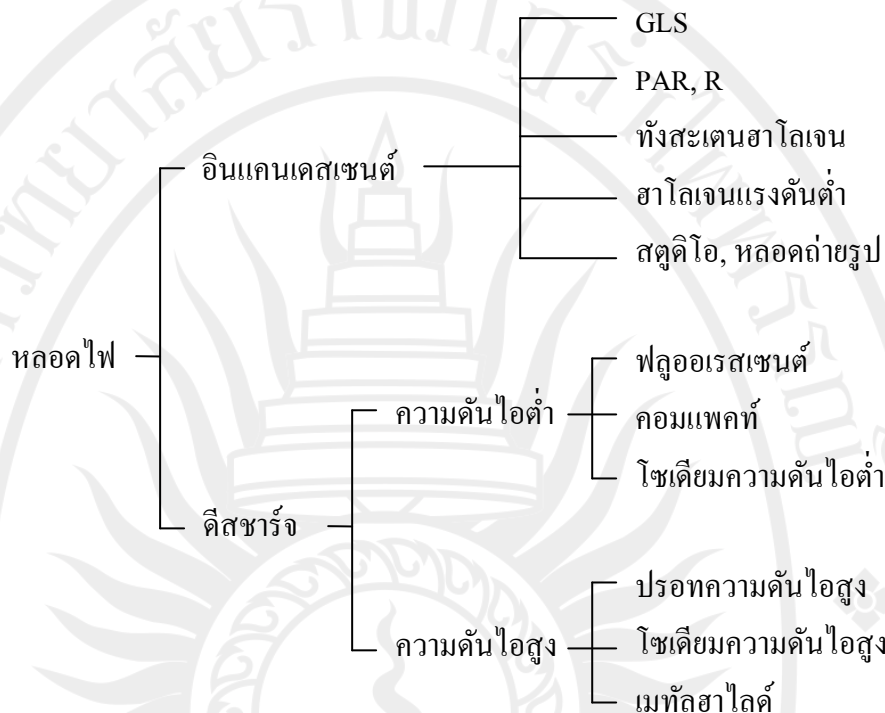 GLS
PAR, R
ทังสะเตนฮาโลเจน
อินแคนเดสเซนต์
ฮาโลเจนแรงดันต่ำ
สตูดิโอ, หลอดถ่ายรูป
หลอดไฟ
ฟลูออเรสเซนต์
ความดันไอต่ำ
คอมแพคท์
โซเดียมความดันไอต่ำ
ดีสชาร์จ
ปรอทความดันไอสูง
ความดันไอสูง
โซเดียมความดันไอสูง
เมทัลฮาไลด์